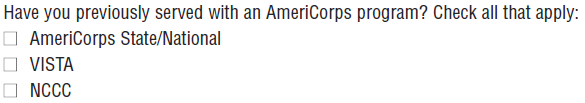 Have you previously served with an AmeriCorps program? Check all that apply:
☐ AmeriCorps State/National
☐ VISTA
☐ NCCC